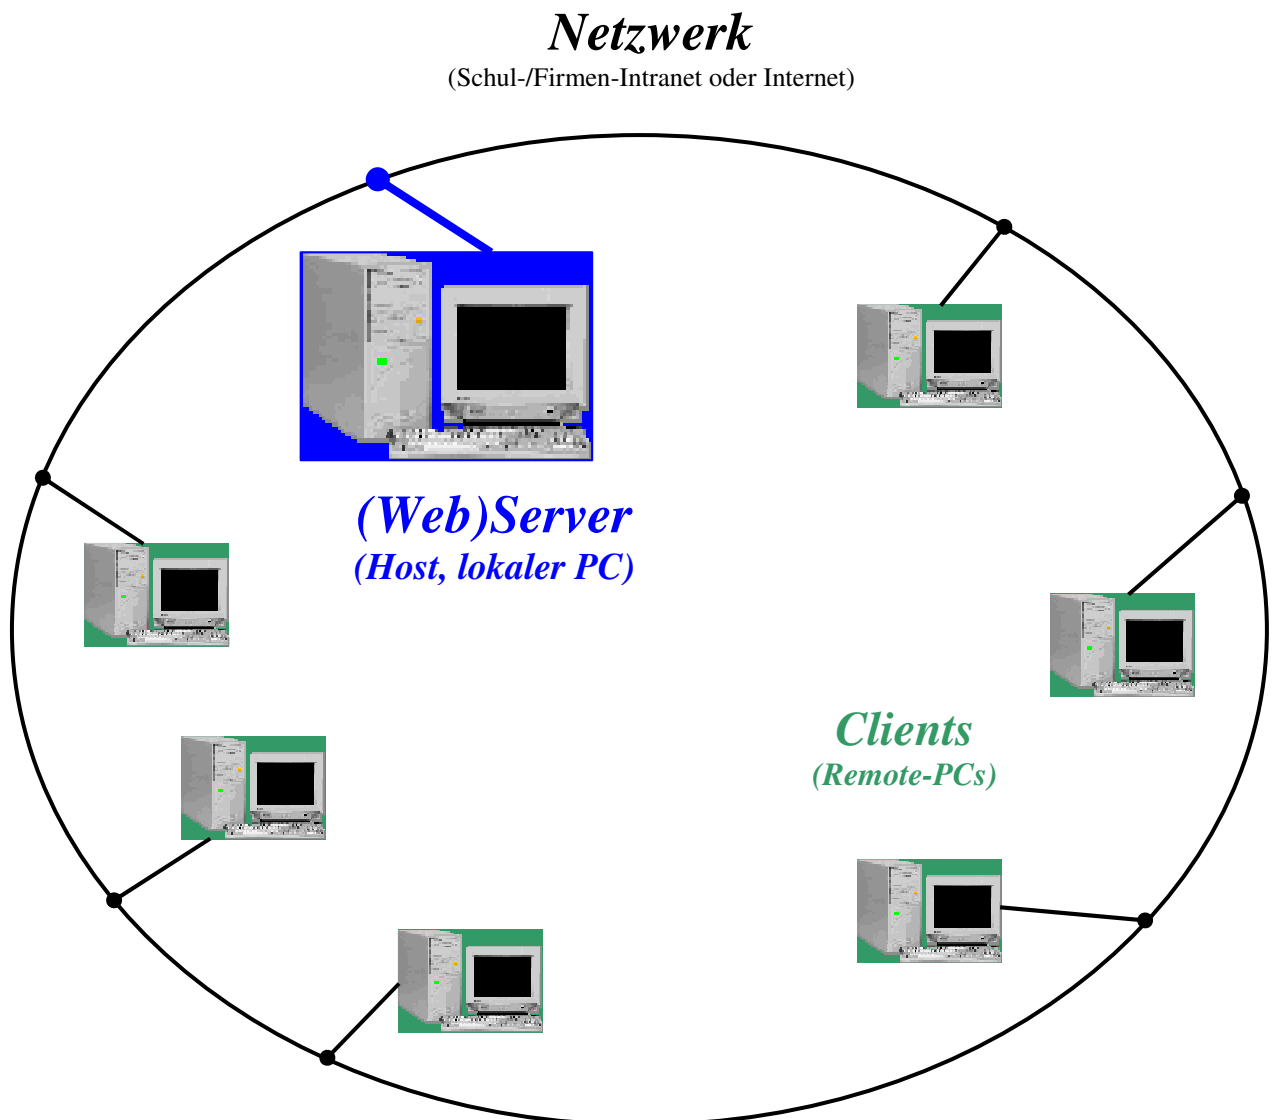 Netzwerk
(Schul-/Firmen-Intranet oder Internet)
(Web)Server
(Host, lokaler PC)
Clients
(Remote-PCs)